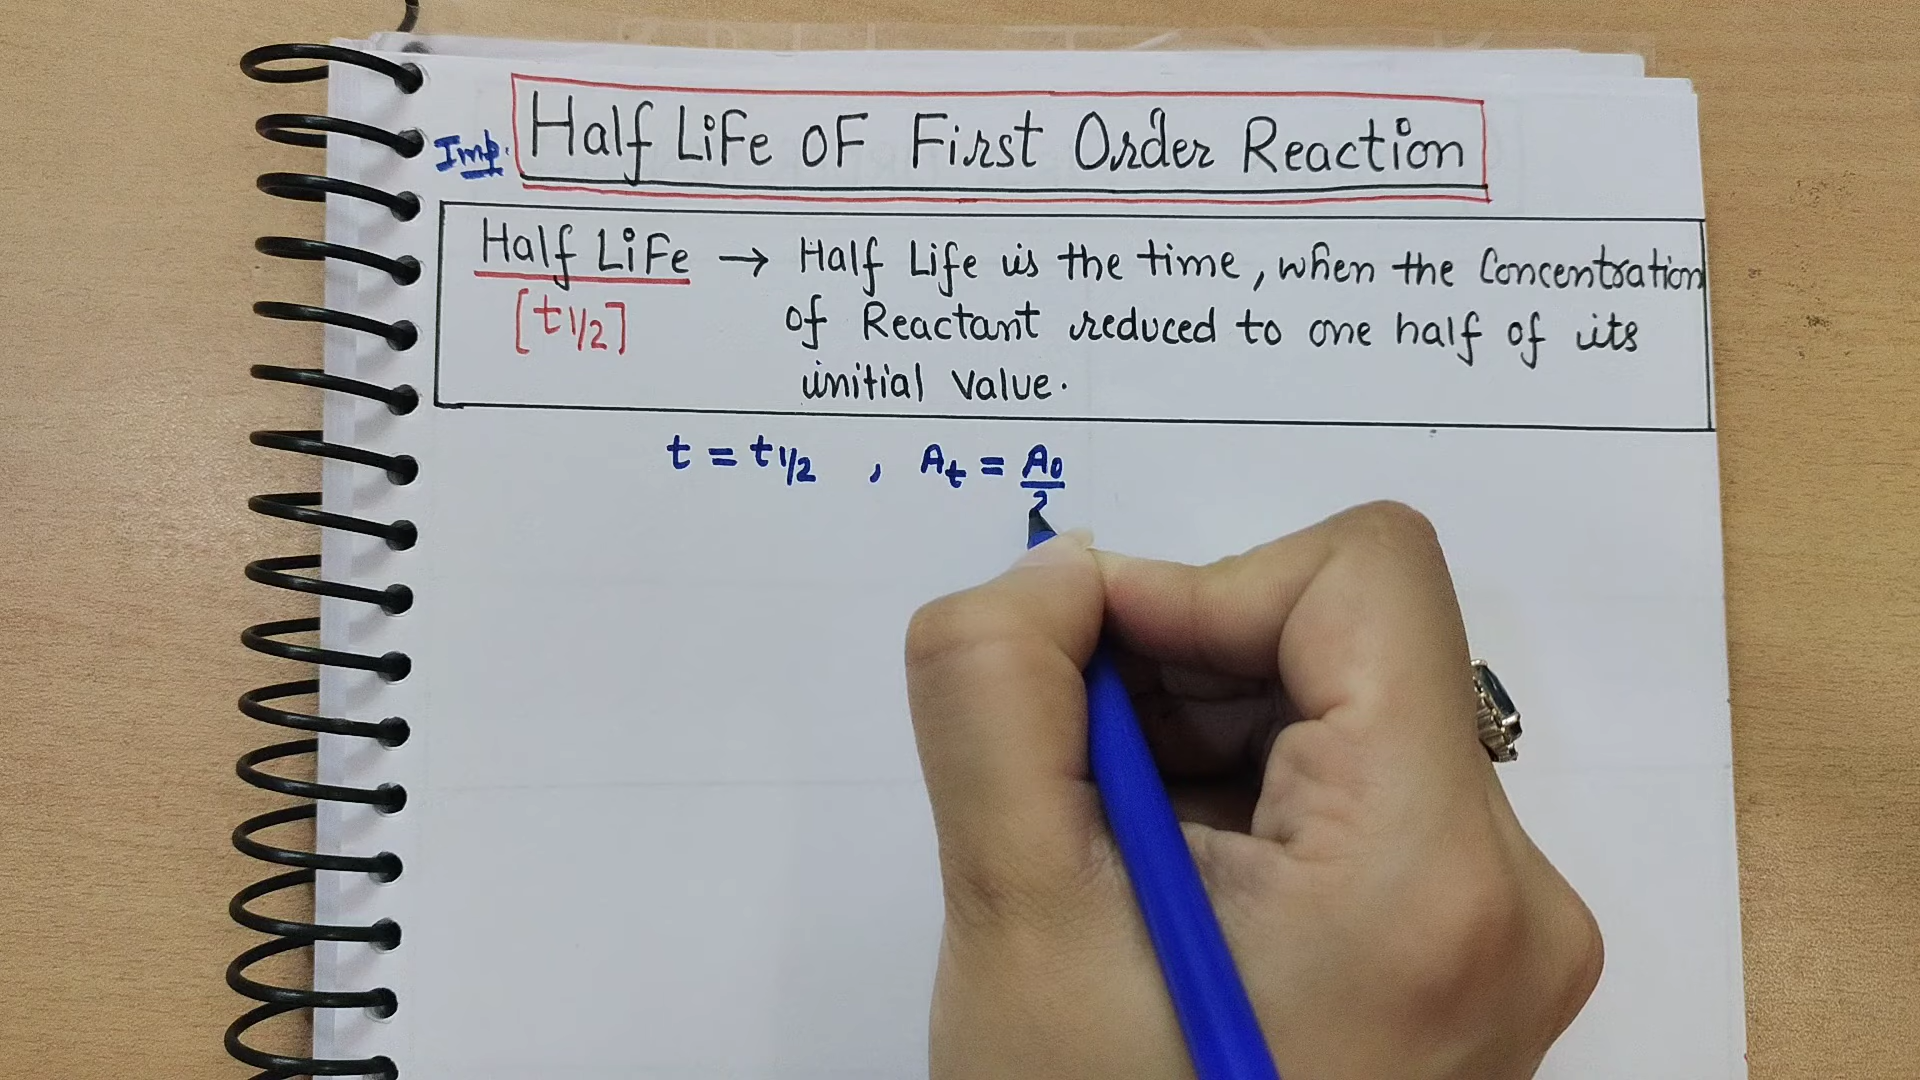 Imp. Half Life OF First Order Reaction
Half Life → Half Life is the time, when the Concentration
[t1/2] of Reactant reduced to one half of its
initial value.
t = t1/2 , At = A0/2